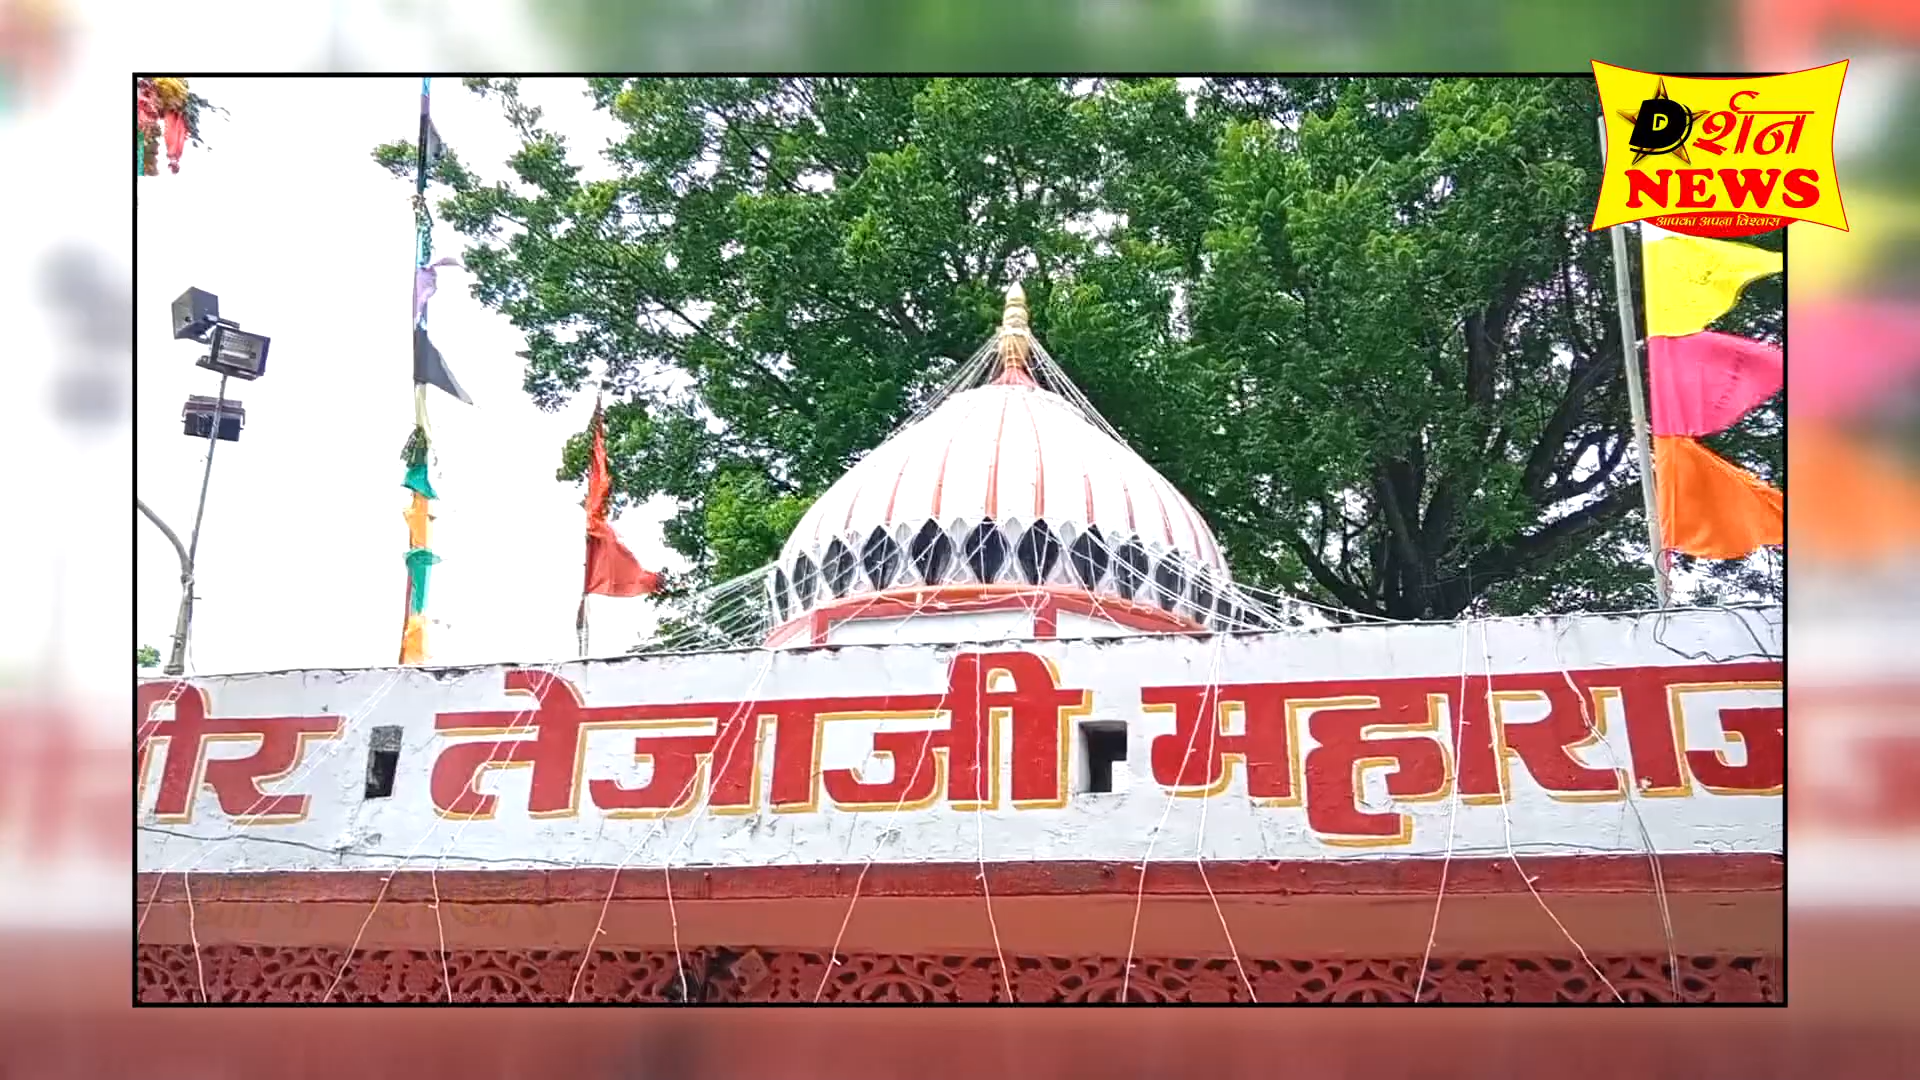 र्शन
NEWS
आपका अपना विश्वास
ीर तेजाजी महाराज